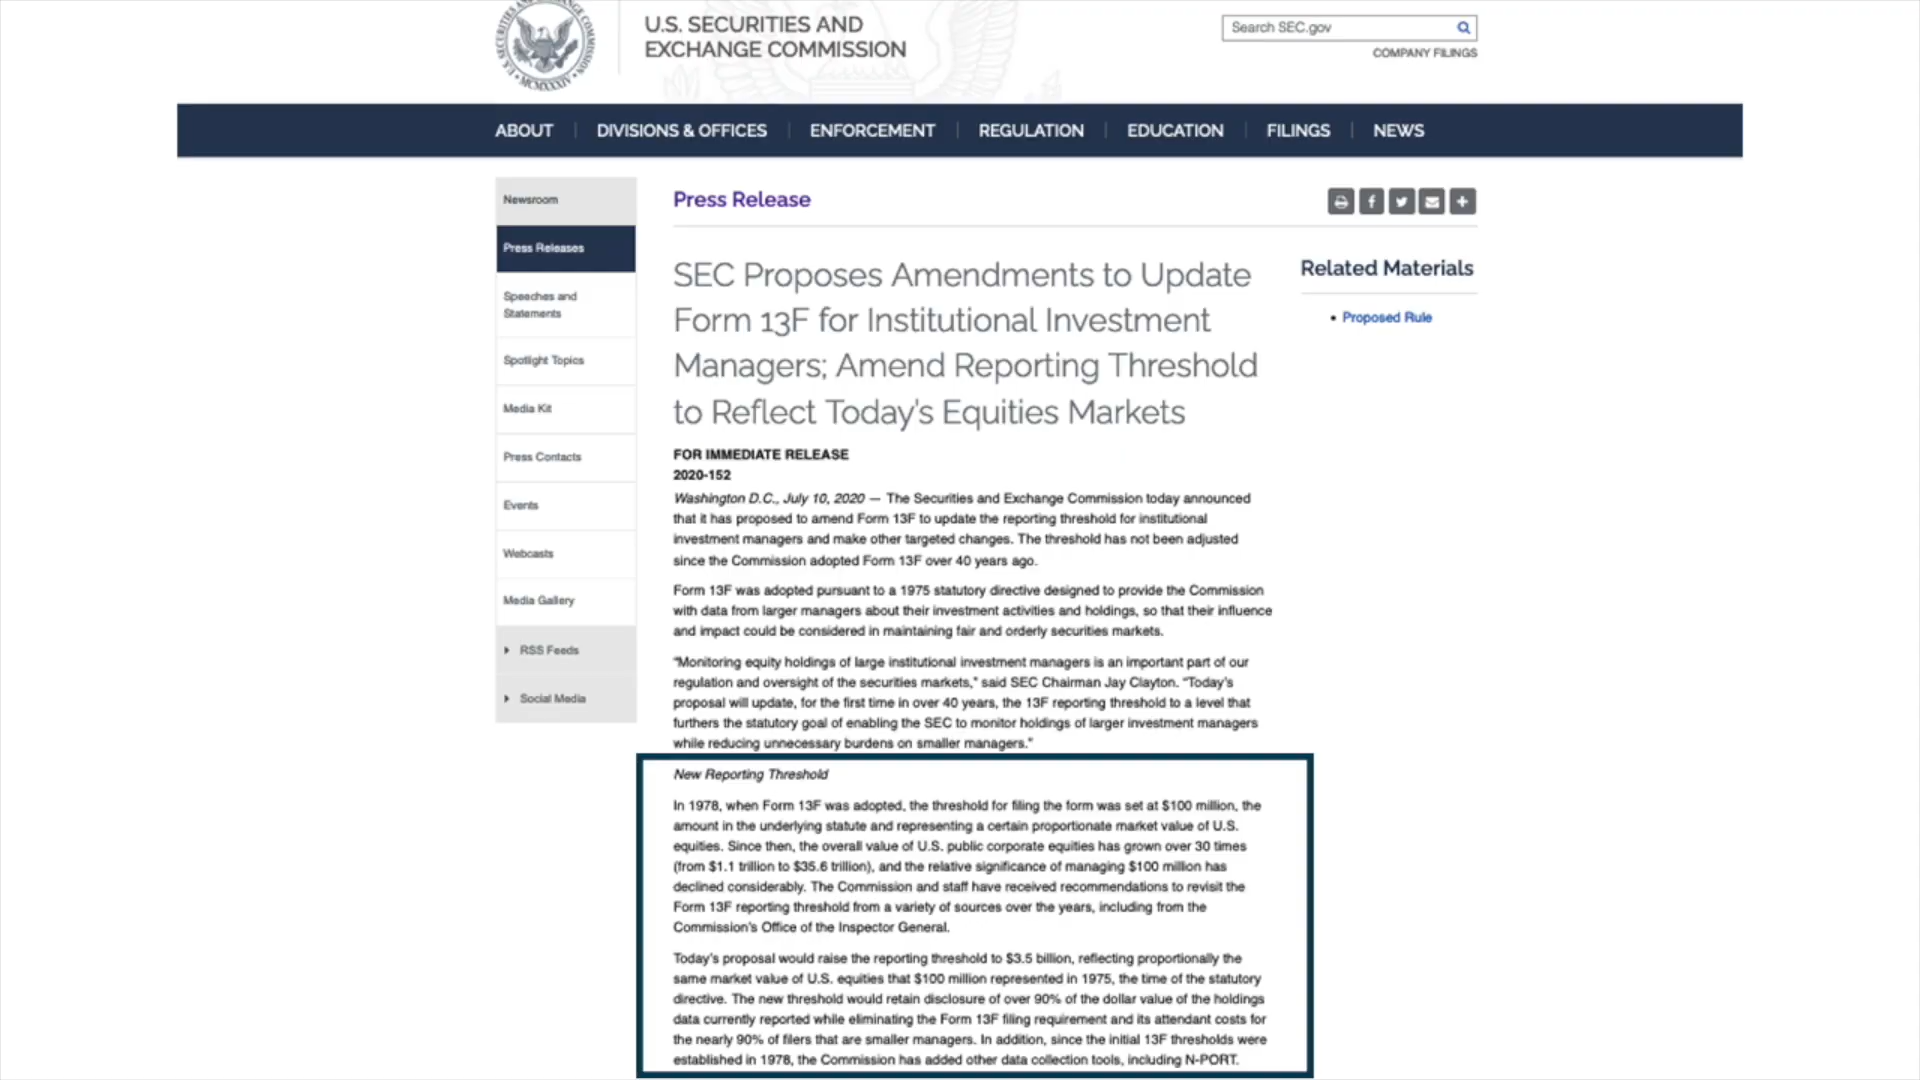 U.S. SECURITIES AND
EXCHANGE COMMISSION
Search SEC.gov
COMPANY FILINGS
MCMXXXIV
ABOUT
DIVISIONS & OFFICES
ENFORCEMENT
REGULATION
EDUCATION
FILINGS
NEWS
Newsroom
Press Releases
Speeches and
Statements
Spotlight Topics
Media Kit
Press Contacts
Events
Webcasts
Media Gallery
RSS Feeds
Social Media
Press Release
SEC Proposes Amendments to Update
Form 13F for Institutional Investment
Managers; Amend Reporting Threshold
to Reflect Today's Equities Markets
FOR IMMEDIATE RELEASE
2020-152
Washington D.C., July 10, 2020 — The Securities and Exchange Commission today announced
that it has proposed to amend Form 13F to update the reporting threshold for institutional
investment managers and make other targeted changes. The threshold has not been adjusted
since the Commission adopted Form 13F over 40 years ago.
Form 13F was adopted pursuant to a 1975 statutory directive designed to provide the Commission
with data from larger managers about their investment activities and holdings, so that their influence
and impact could be considered in maintaining fair and orderly securities markets.
"Monitoring equity holdings of large institutional investment managers is an important part of our
regulation and oversight of the securities markets," said SEC Chairman Jay Clayton. "Today's
proposal will update, for the first time in over 40 years, the 13F reporting threshold to a level that
furthers the statutory goal of enabling the SEC to monitor holdings of larger investment managers
while reducing unnecessary burdens on smaller managers."
New Reporting Threshold
In 1978, when Form 13F was adopted, the threshold for filing the form was set at $100 million, the
amount in the underlying statute and representing a certain proportionate market value of U.S.
equities. Since then, the overall value of U.S. public corporate equities has grown over 30 times
(from $1.1 trillion to $35.6 trillion), and the relative significance of managing $100 million has
declined considerably. The Commission and staff have received recommendations to revisit the
Form 13F reporting threshold from a variety of sources over the years, including from the
Commission's Office of the Inspector General.
Today's proposal would raise the reporting threshold to $3.5 billion, reflecting proportionally the
same market value of U.S. equities that $100 million represented in 1975, the time of the statutory
directive. The new threshold would retain disclosure of over 90% of the dollar value of the holdings
data currently reported while eliminating the Form 13F filing requirement and its attendant costs for
the nearly 90% of filers that are smaller managers. In addition, since the initial 13F thresholds were
established in 1978, the Commission has added other data collection tools, including N-PORT.
Related Materials
• Proposed Rule